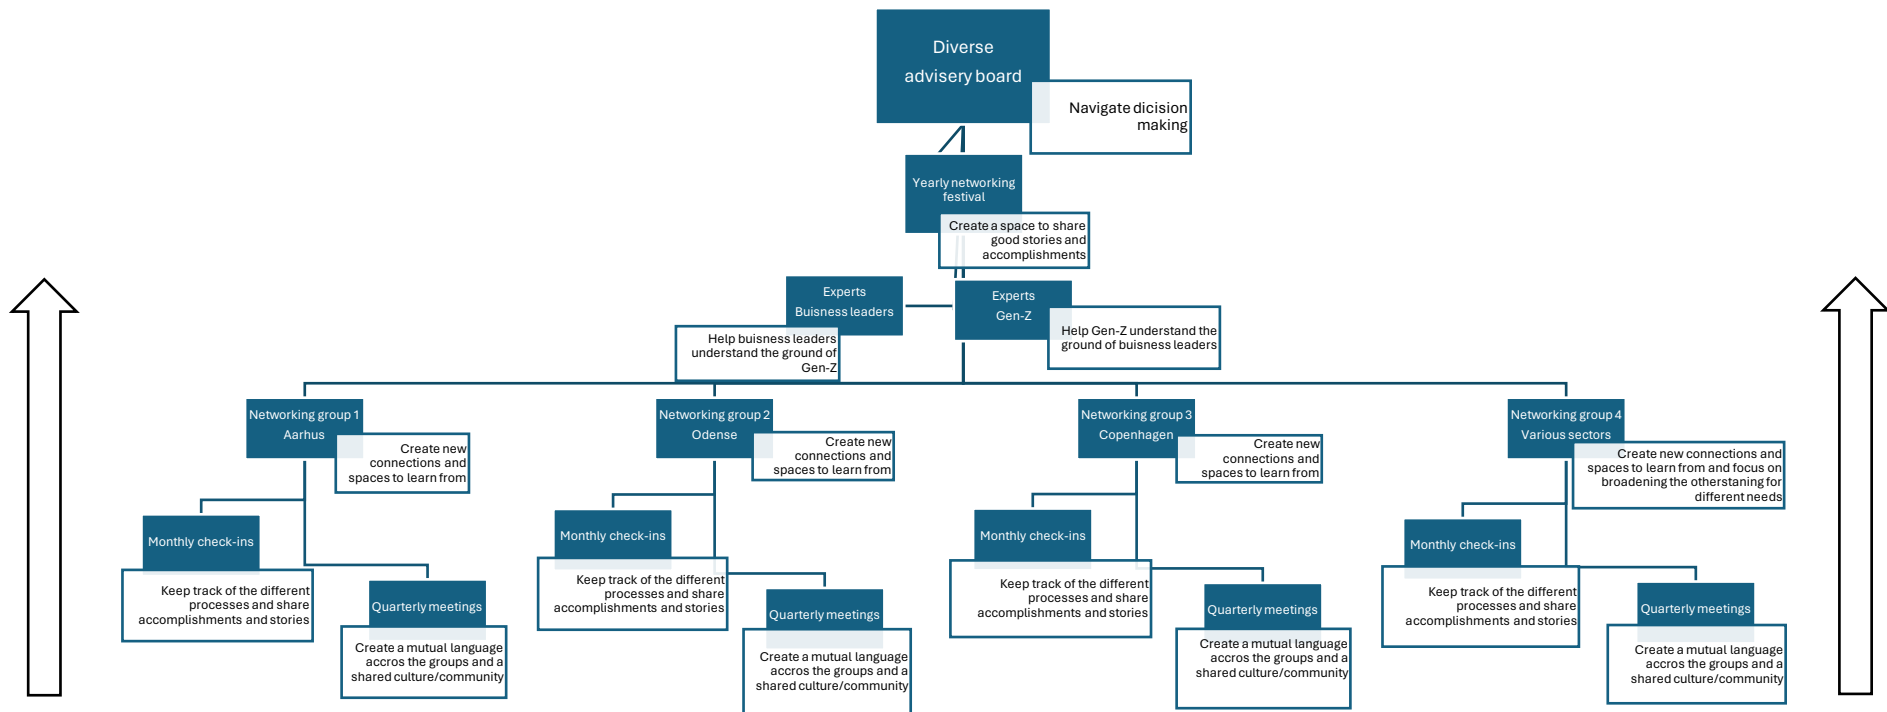 Diverse
advisery board
Navigate dicision
making
Yearly networking
festival
Create a space to share
good stories and
accomplishments
Experts
Buisness leaders
Help buisness leaders
understand the ground of
Gen-Z
Experts
Gen-Z
Help Gen-Z understand the
ground of buisness leaders
Networking group 1
Aarhus
Create new
connections and
spaces to learn from
Networking group 2
Odense
Create new
connections and
spaces to learn from
Networking group 3
Copenhagen
Create new
connections and
spaces to learn from
Networking group 4
Various sectors
Create new connections and
spaces to learn from and focus on
broadening the otherstaning for
different needs
Monthly check-ins
Keep track of the different
processes and share
accomplishments and stories
Quarterly meetings
Create a mutual language
accros the groups and a
shared culture/community
Monthly check-ins
Keep track of the different
processes and share
accomplishments and stories
Quarterly meetings
Create a mutual language
accros the groups and a
shared culture/community
Monthly check-ins
Keep track of the different
processes and share
accomplishments and stories
Quarterly meetings
Create a mutual language
accros the groups and a
shared culture/community
Monthly check-ins
Keep track of the different
processes and share
accomplishments and stories
Quarterly meetings
Create a mutual language
accros the groups and a
shared culture/community